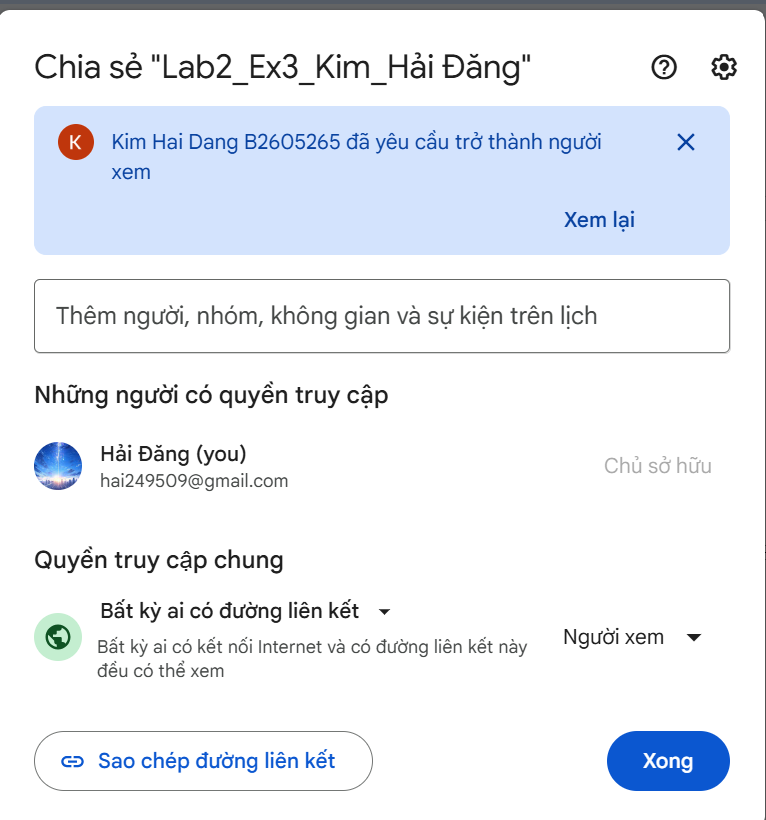 Chia sẻ "Lab2_Ex3_Kim_Hải Đăng"
K
Kim Hai Dang B2605265 đã yêu cầu trở thành người
xem
Xem lại
Thêm người, nhóm, không gian và sự kiện trên lịch
Những người có quyền truy cập
Hải Đăng (you)
hai249509@gmail.com
Chủ sở hữu
Quyền truy cập chung
Bất kỳ ai có đường liên kết
Bất kỳ ai có kết nối Internet và có đường liên kết này
đều có thể xem
Người xem
Sao chép đường liên kết
Xong